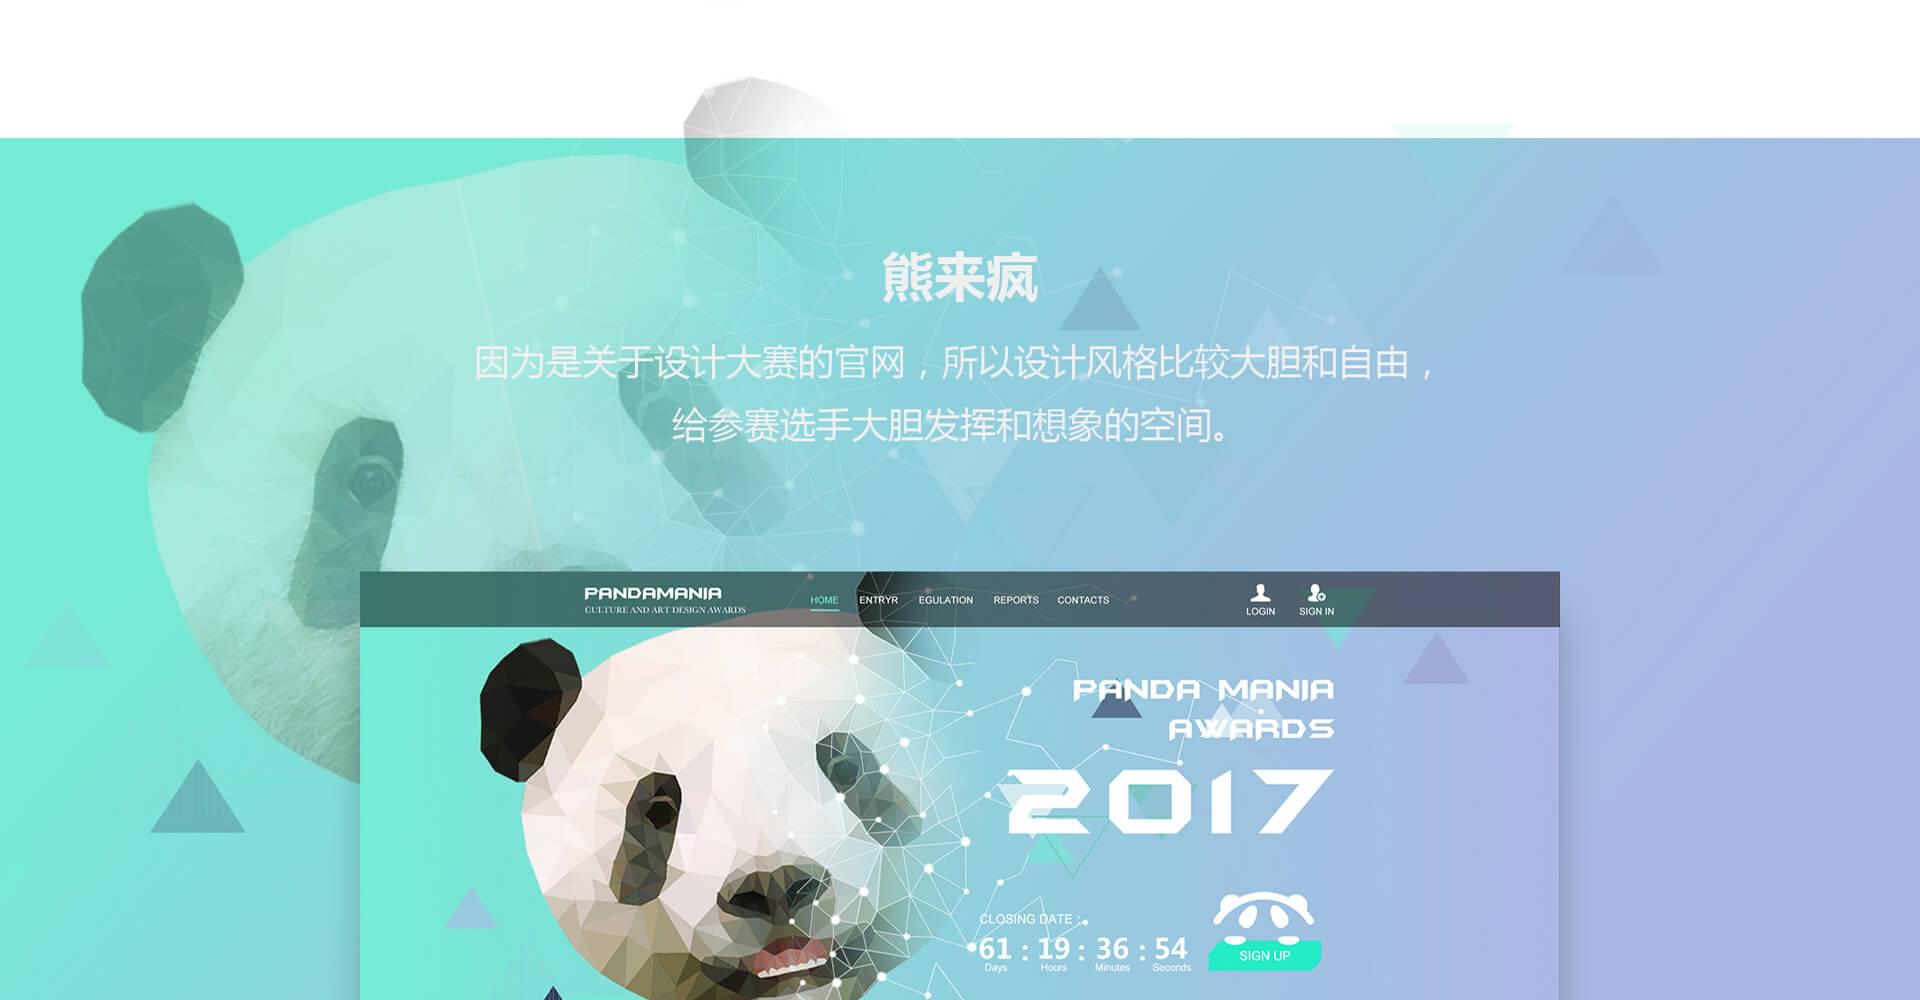 熊来疯
因为是关于设计大赛的官网，所以设计风格比较大胆和自由，
给参赛选手大胆发挥和想象的空间。
PANDAMANIA
CULTURE AND ART DESIGN AWARDS
HOME ENTRYR EGULATION REPORTS CONTACTS
LOGIN SIGN IN
PANDA MANIA
AWARDS
2017
CLOSING DATE :
61 : 19 : 36 : 54
Days Hours Minutes Seconds
SIGN UP